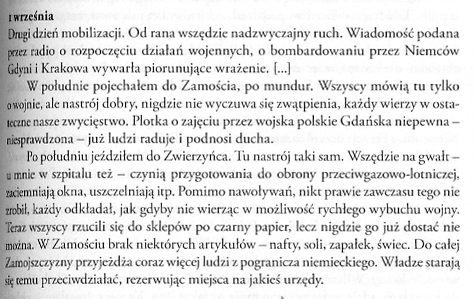 1 września
Drugi dzień mobilizacji. Od rana wszędzie nadzwyczajny ruch. Wiadomość podana
przez radio o rozpoczęciu działań wojennych, o bombardowaniu przez Niemców
Gdyni i Krakowa wywarła piorunujące wrażenie. [...]
W południe pojechałem do Zamościa, po mundur. Wszyscy mówią tu tylko
o wojnie, ale nastrój dobry, nigdzie nie wyczuwa się zwątpienia, każdy wierzy w osta-
teczne nasze zwycięstwo. Plotka o zajęciu przez wojska polskie Gdańska niepewna –
niesprawdzona – już ludzi raduje i podnosi ducha.
Po południu jeździłem do Zwierzyńca. Tu nastrój taki sam. Wszędzie na gwałt –
u mnie w szpitalu też – czynią przygotowania do obrony przeciwgazowo-lotniczej,
zaciemniają okna, uszczelniają itp. Pomimo nawoływań, nikt prawie zawczasu tego nie
zrobił, każdy odkładał, jak gdyby nie wierząc w możliwość rychłego wybuchu wojny.
Teraz wszyscy rzucili się do sklepów po czarny papier, lecz nigdzie go już dostać nie
można. W Zamościu brak niektórych artykułów – nafty, soli, zapałek, świec. Do całej
Zamojszczyzny przyjeżdża coraz więcej ludzi z pogranicza niemieckiego. Władze starają
się temu przeciwdziałać, rezerwując miejsca na jakieś urzędy.